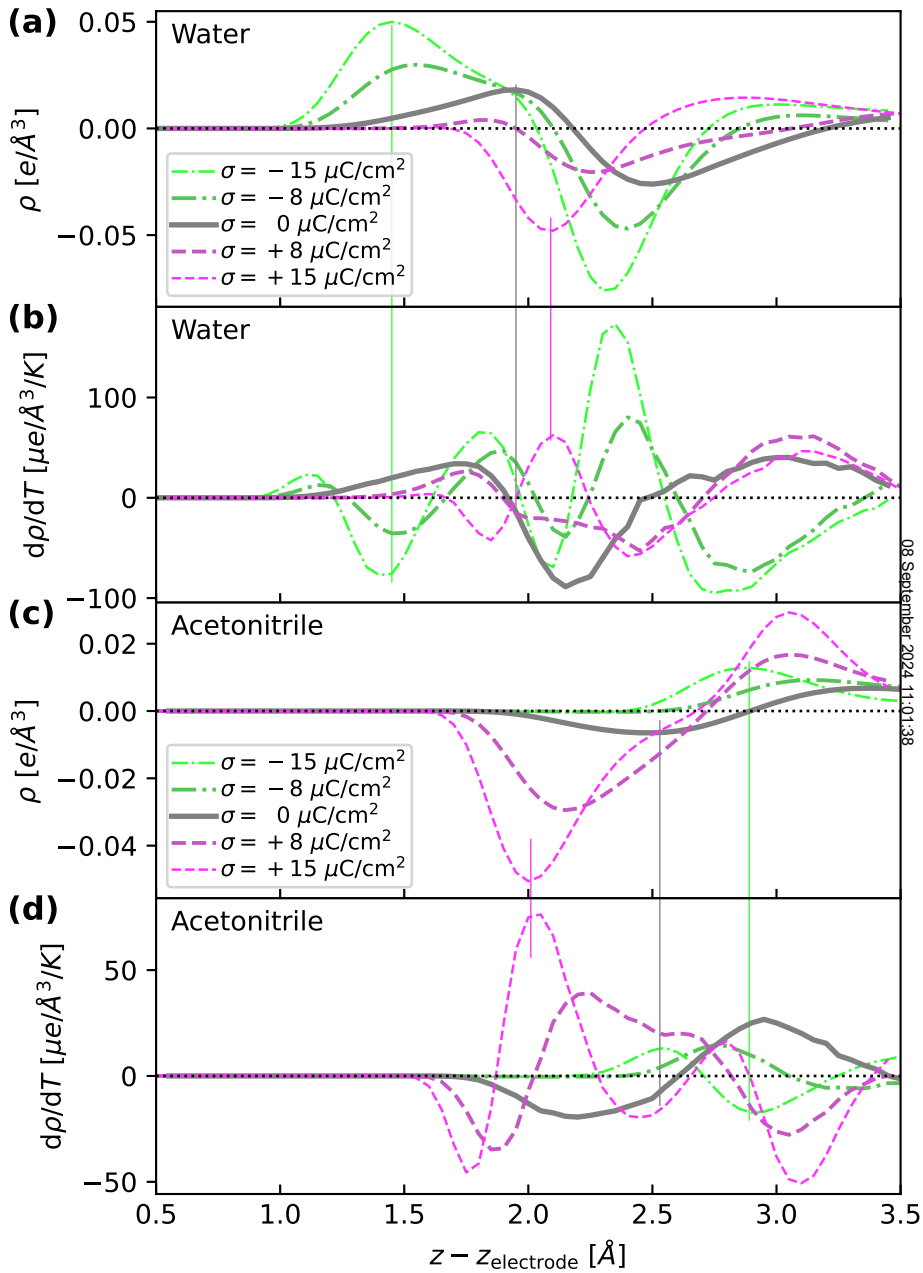 (a)
Water
0.05
0.00
−0.05
ρ [e/Å³]
σ = − 15 μC/cm²
σ = − 8 μC/cm²
σ = 0 μC/cm²
σ = + 8 μC/cm²
σ = + 15 μC/cm²
(b)
Water
100
0
−100
dρ/dT [μe/Å³/K]
(c)
Acetonitrile
0.02
0.00
−0.02
−0.04
ρ [e/Å³]
σ = − 15 μC/cm²
σ = − 8 μC/cm²
σ = 0 μC/cm²
σ = + 8 μC/cm²
σ = + 15 μC/cm²
08 September 2024 11:01:38
(d)
Acetonitrile
50
0
−50
dρ/dT [μe/Å³/K]
0.5 1.0 1.5 2.0 2.5 3.0 3.5
z − z_electrode [Å]